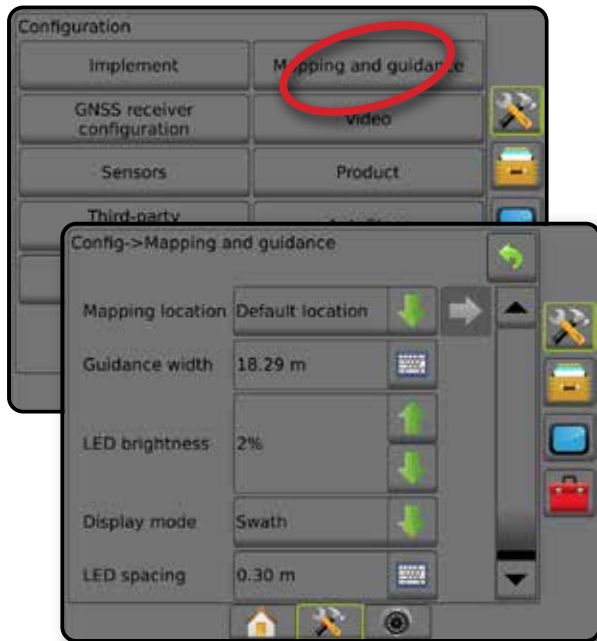 Configuration
Implement
Mapping and guidance
GNSS receiver
configuration
Video
Sensors
Product
Third-party
Config->Mapping and guidance
Mapping location
Default location
Guidance width
18.29 m
LED brightness
2%
Display mode
Swath
LED spacing
0.30 m